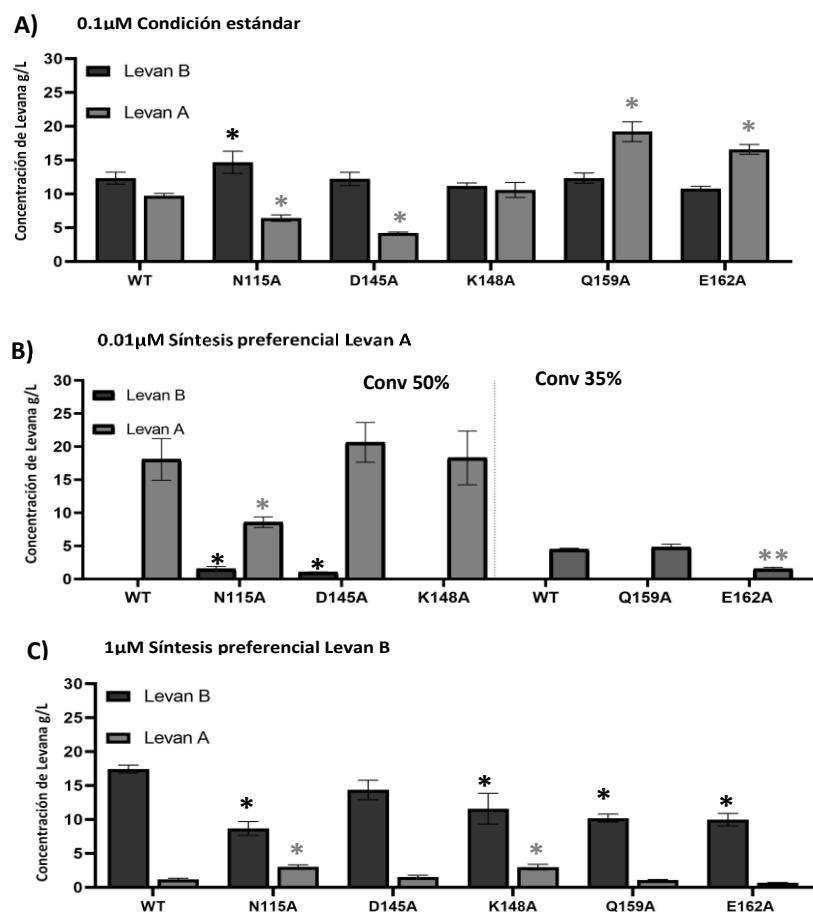 A) 0.1µM Condición estándar
Concentración de Levana g/L
30
25
20
15
10
5
0
Levan B
Levan A
*
*
*
*
*
WT N115A D145A K148A Q159A E162A
B) 0.01µM Síntesis preferencial Levan A
Concentración de Levana g/L
30
25
20
15
10
5
0
Levan B
Levan A
Conv 50% Conv 35%
*
*
*
**
WT N115A D145A K148A WT Q159A E162A
C) 1µM Síntesis preferencial Levan B
Concentración de Levana g/L
30
25
20
15
10
5
0
Levan B
Levan A
*
*
*
*
*
*
WT N115A D145A K148A Q159A E162A